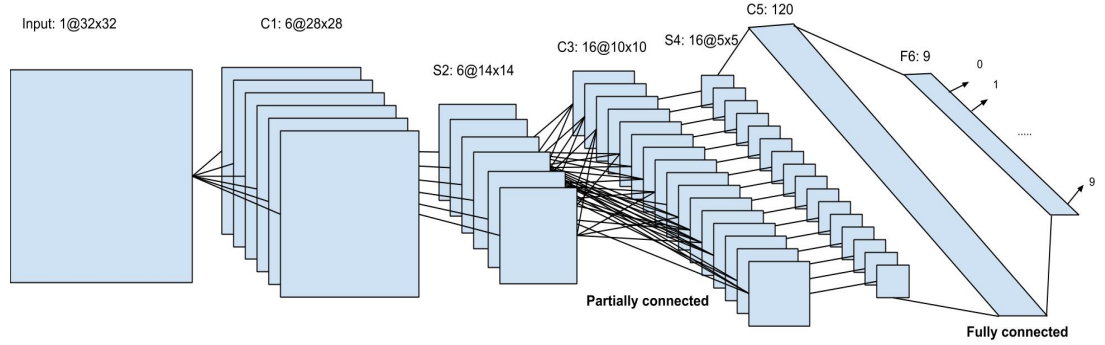 Input: 1@32x32
C1: 6@28x28
S2: 6@14x14
C3: 16@10x10
S4: 16@5x5
C5: 120
F6: 9
0
1
.....
9
Partially connected
Fully connected